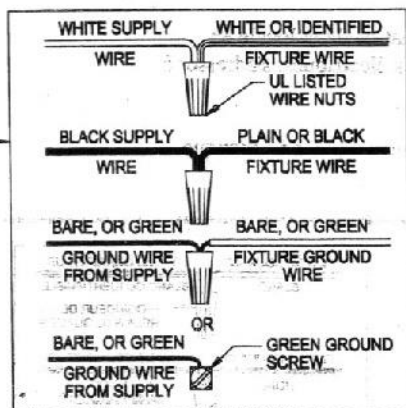 WHITE SUPPLY WIRE
WHITE OR IDENTIFIED FIXTURE WIRE
UL LISTED
WIRE NUTS
BLACK SUPPLY WIRE
PLAIN OR BLACK FIXTURE WIRE
BARE, OR GREEN
GROUND WIRE
FROM SUPPLY
BARE, OR GREEN
FIXTURE GROUND
WIRE
OR
BARE, OR GREEN
GROUND WIRE
FROM SUPPLY
GREEN GROUND
SCREW